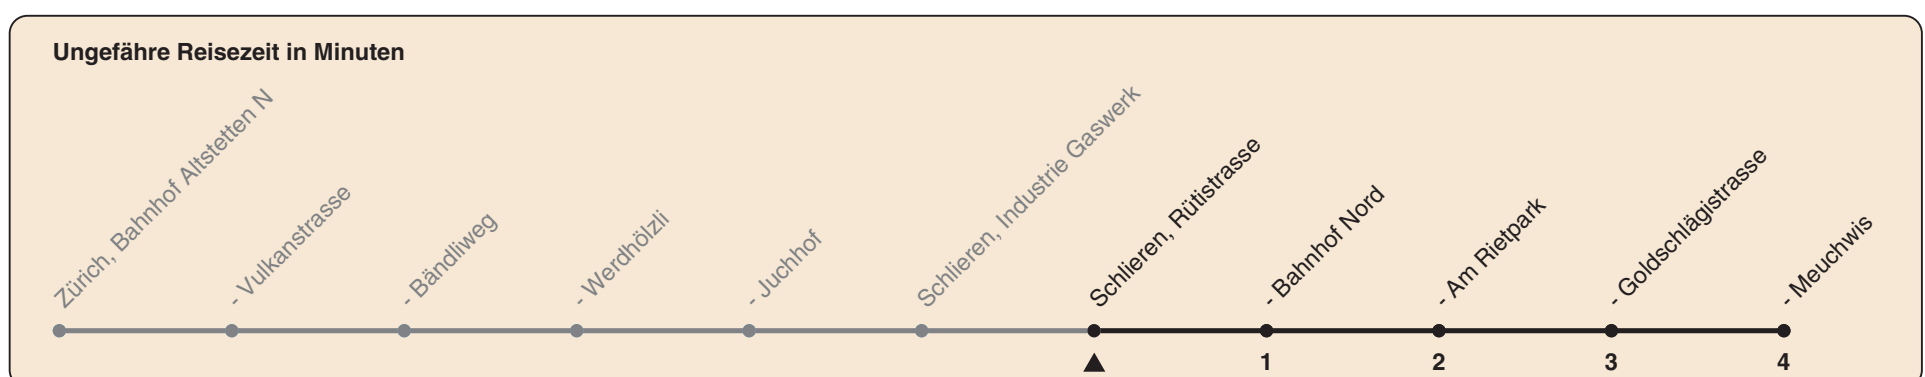 Ungefähre Reisezeit in Minuten
Zürich, Bahnhof Altstetten N
- Vulkanstrasse
- Bändliweg
- Werdhölzli
- Juchhof
Schlieren, Industrie Gaswerk
Schlieren, Rütistrasse
- Bahnhof Nord
- Am Rietpark
- Goldschlägistrasse
- Meuchwis
1 2 3 4